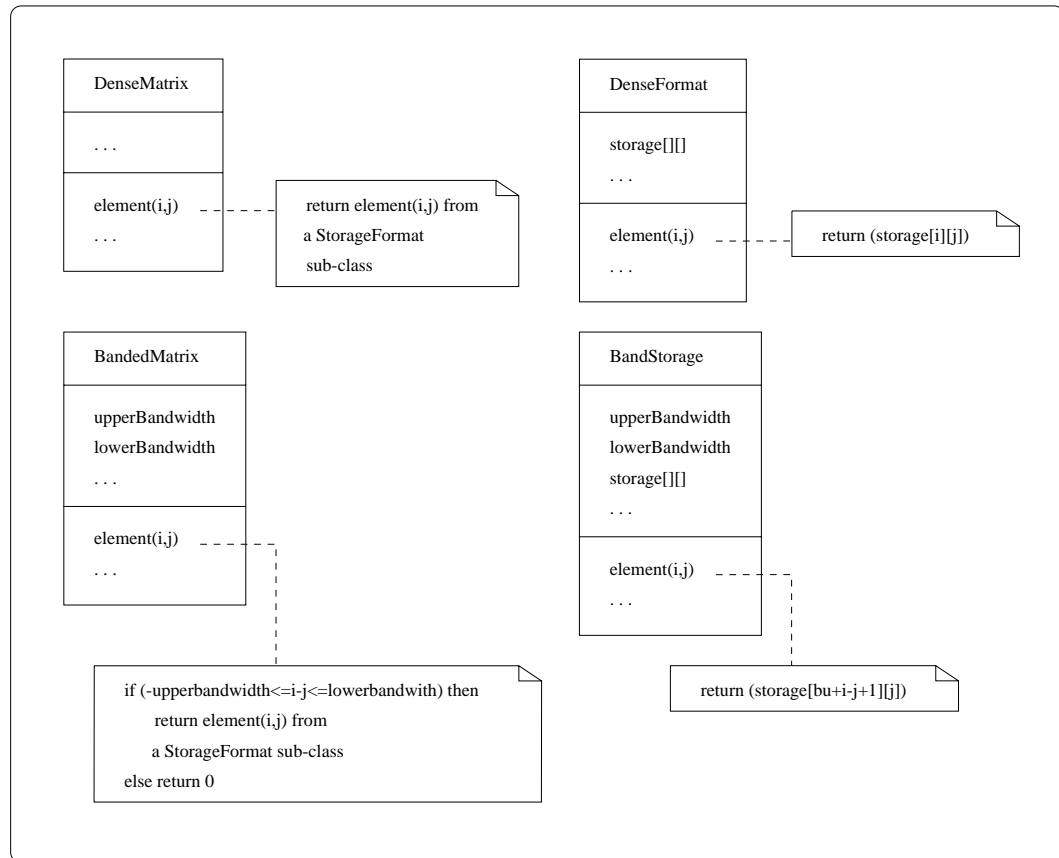 DenseMatrix
. . .
element(i,j)
. . .
return element(i,j) from
a StorageFormat
sub-class
DenseFormat
storage[][]
. . .
element(i,j)
. . .
return (storage[i][j])
BandedMatrix
upperBandwidth
lowerBandwidth
. . .
element(i,j)
. . .
if (-upperbandwidth<=i-j<=lowerbandwith) then
return element(i,j) from
a StorageFormat sub-class
else return 0
BandStorage
upperBandwidth
lowerBandwidth
storage[][]
. . .
element(i,j)
. . .
return (storage[bu+i-j+1][j])